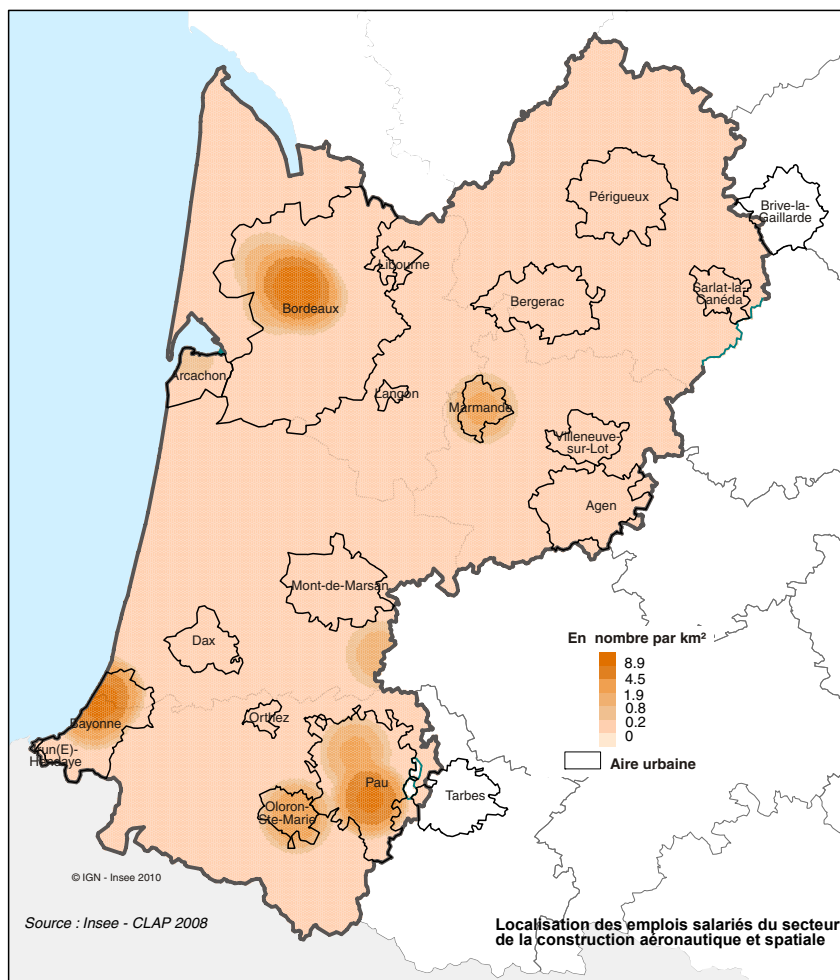 Périgueux
Brive-la-
Gaillarde
Libourne
Sarlat-la-
Canéda
Bordeaux
Bergerac
Arcachon
Langon
Marmande
Villeneuve-
sur-Lot
Agen
Mont-de-Marsan
Dax
En nombre par km²
8.9
4.5
1.9
0.8
0.2
0
Aire urbaine
Bayonne
Orthez
Irun(E)-
Hendaye
Pau
Tarbes
Oloron-
Ste-Marie
© IGN - Insee 2010
Source : Insee - CLAP 2008
Localisation des emplois salariés du secteur
de la construction aéronautique et spatiale